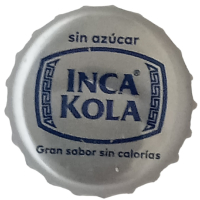 sin azúcar
INCA®
KOLA
Gran sabor sin calorías